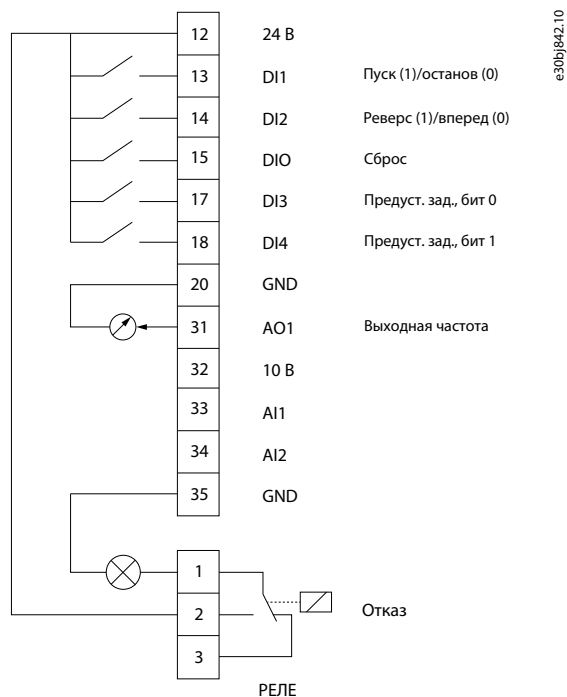 12 24 В
e30bj842.10
13 DI1 Пуск (1)/останов (0)
14 DI2 Реверс (1)/вперед (0)
15 DIO Сброс
17 DI3 Предуст. зад., бит 0
18 DI4 Предуст. зад., бит 1
20 GND
31 AO1 Выходная частота
32 10 В
33 AI1
34 AI2
35 GND
1
2 Отказ
3
РЕЛЕ